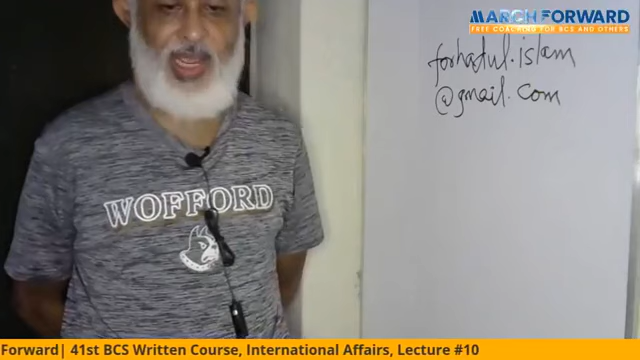 MARCH FORWARD
FREE COACHING FOR BCS AND OTHERS
forhadul.islam
@gmail.com
WOFFORD
Forward| 41st BCS Written Course, International Affairs, Lecture #10